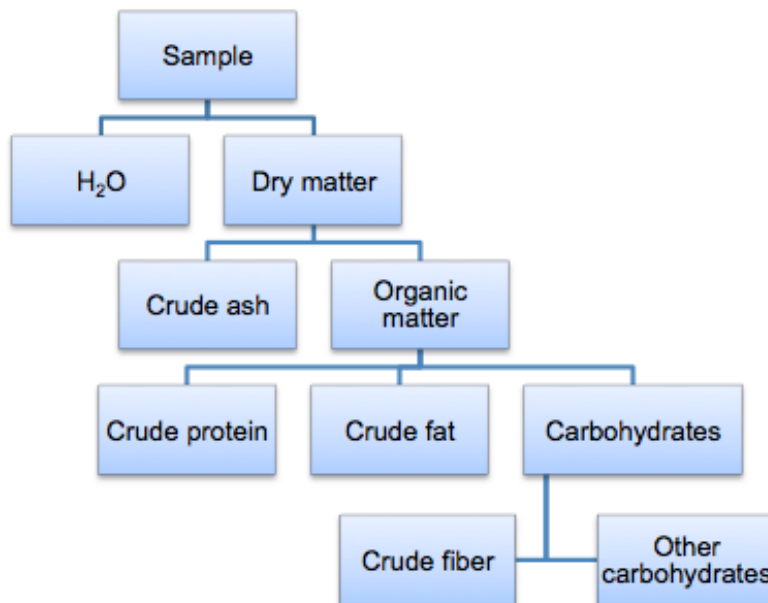 Sample
H₂O
Dry matter
Crude ash
Organic
matter
Crude protein
Crude fat
Carbohydrates
Crude fiber
Other
carbohydrates